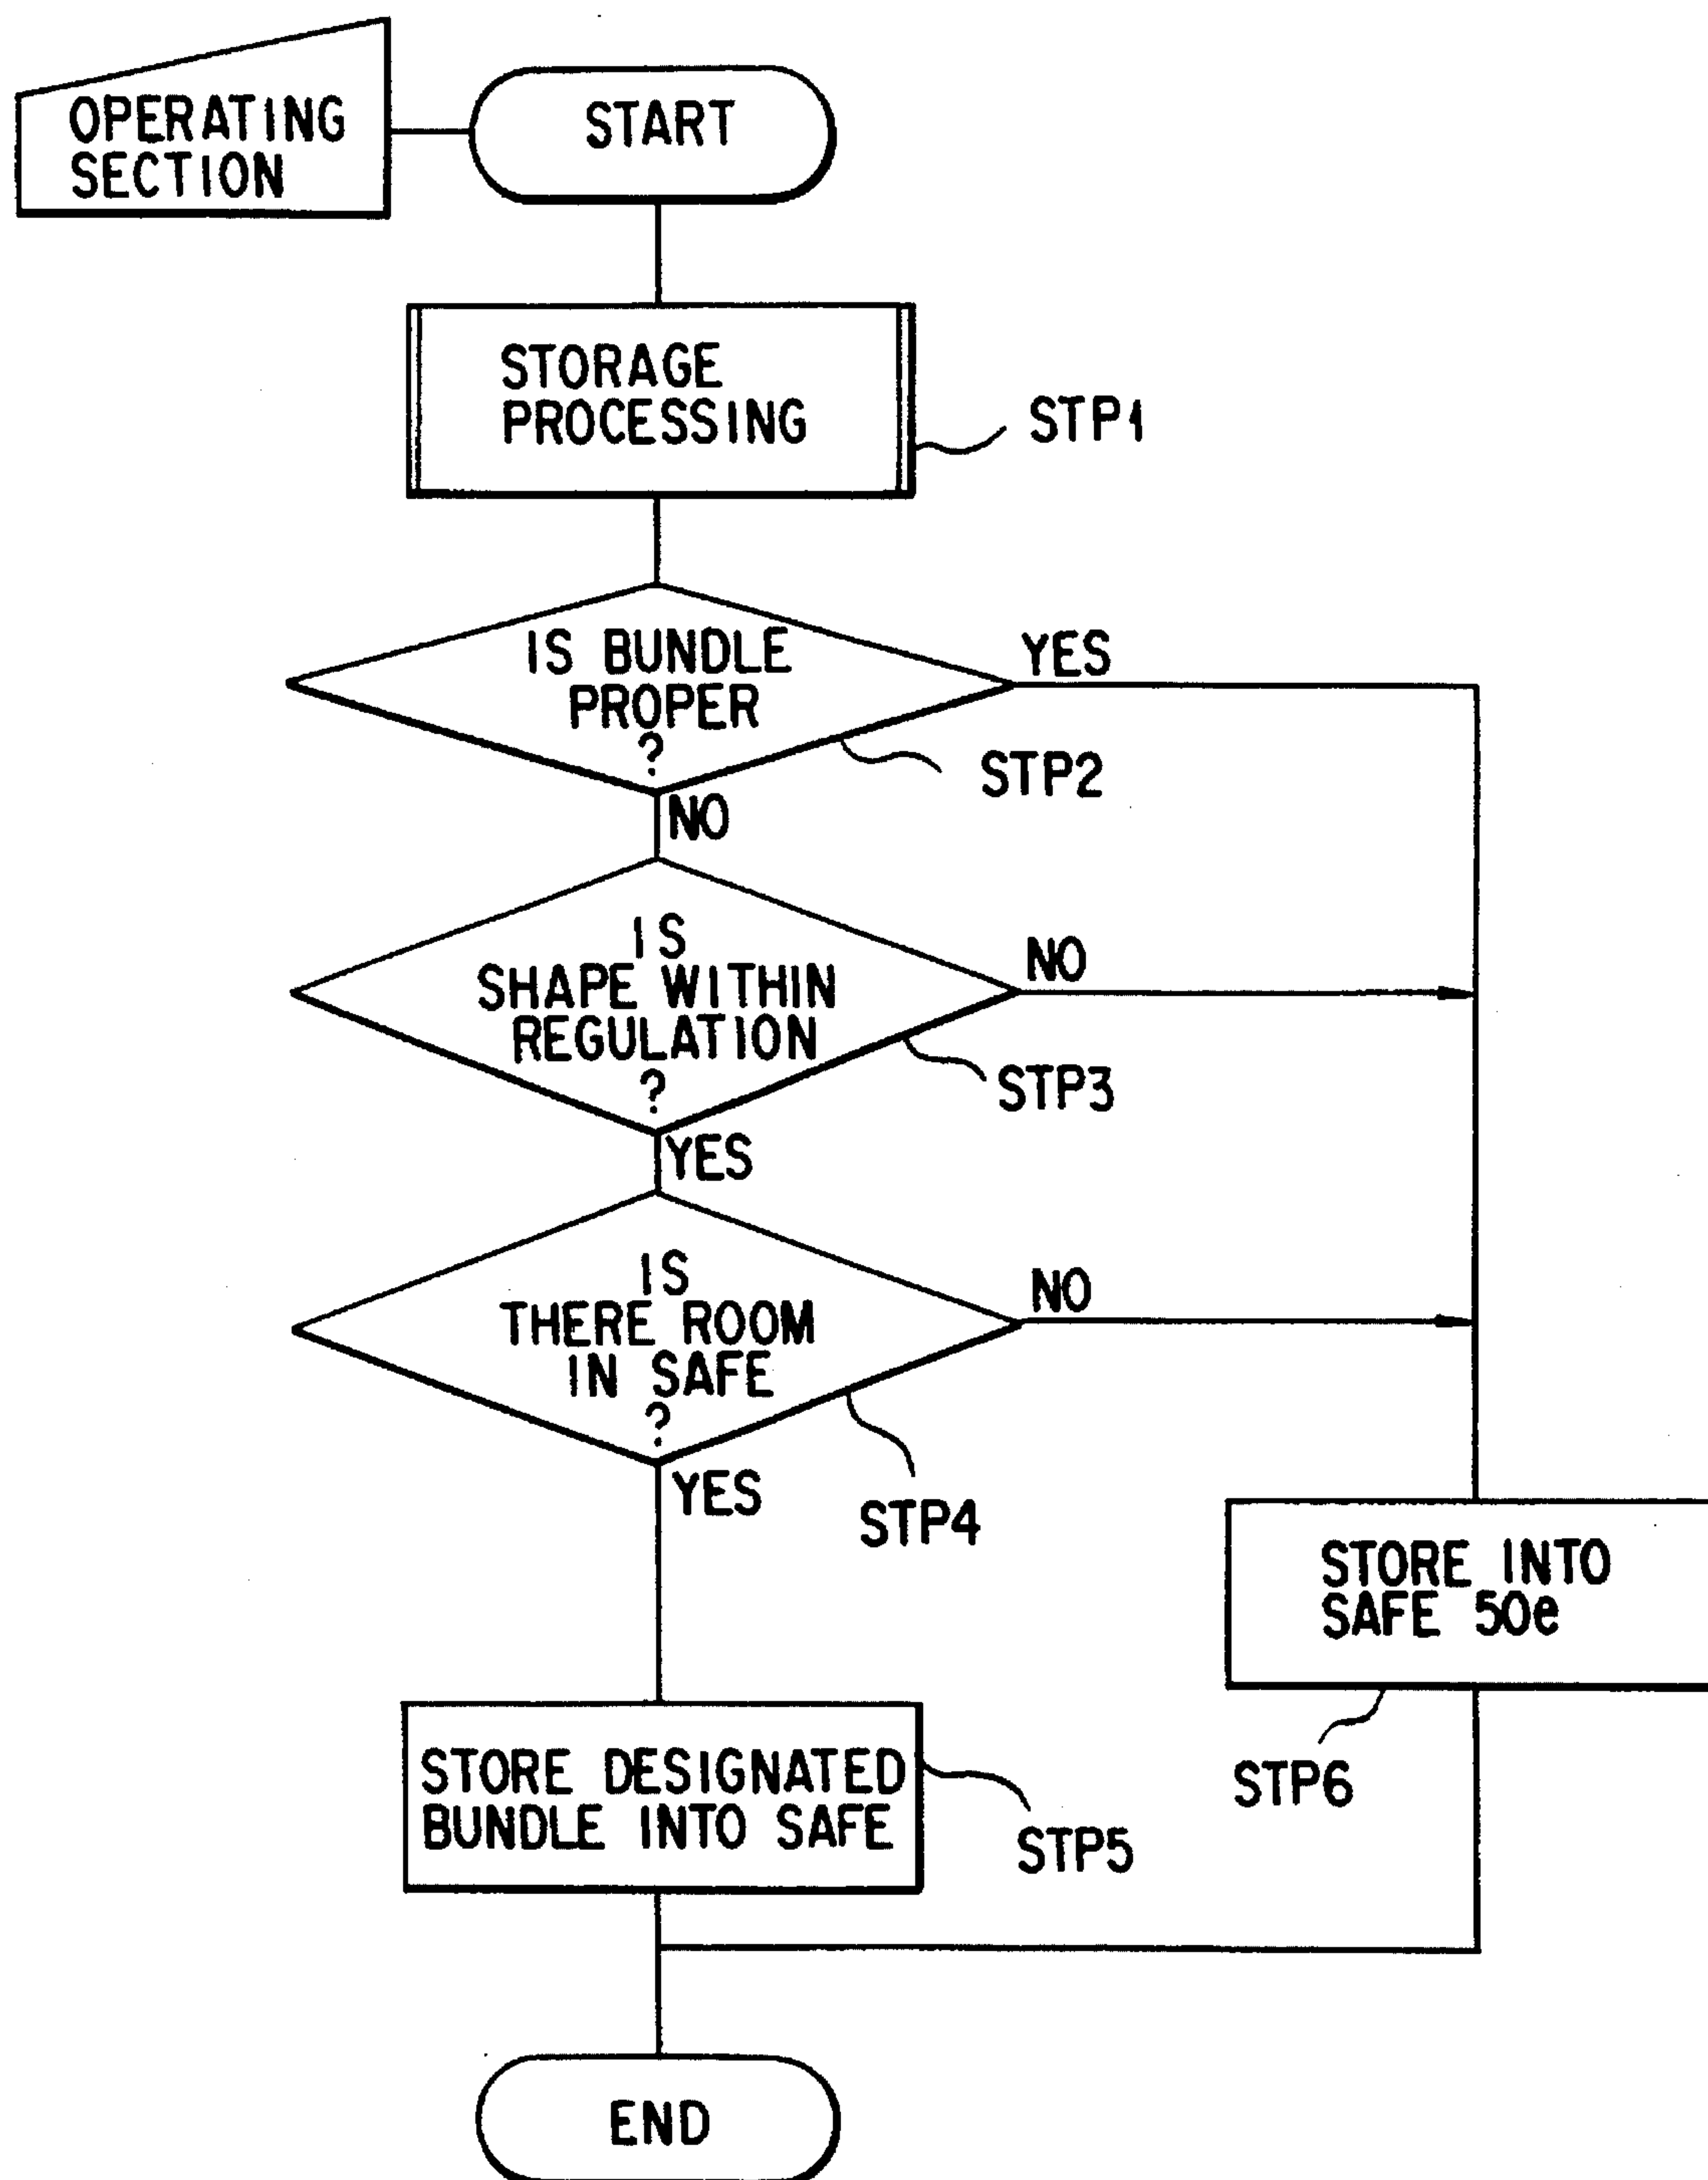 OPERATING
SECTION
START
STORAGE
PROCESSING
STP1
IS BUNDLE
PROPER
?
YES
STP2
NO
IS
SHAPE WITHIN
REGULATION
?
NO
STP3
YES
IS
THERE ROOM
IN SAFE
?
NO
STP4
YES
STORE INTO
SAFE 50e
STP6
STORE DESIGNATED
BUNDLE INTO SAFE
STP5
END